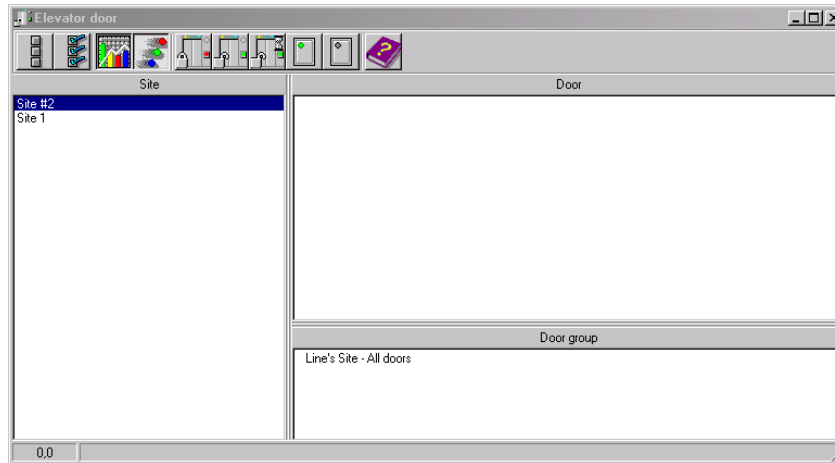 Elevator door
Site
Door
Site #2
Site 1
Door group
Line's Site - All doors
0,0